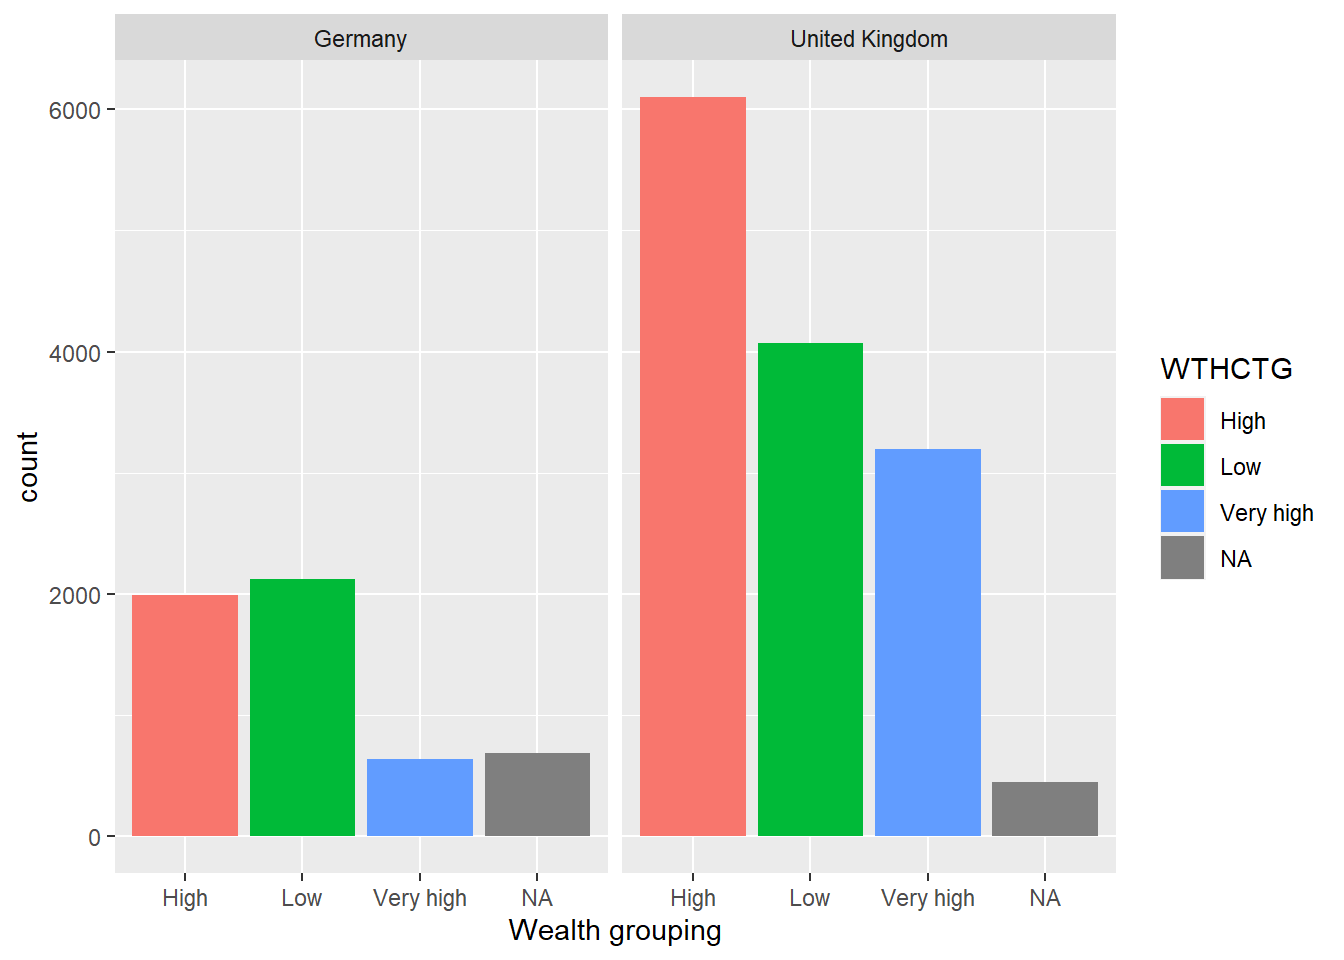 Germany
United Kingdom
6000
4000
2000
0
count
High
Low
Very high
NA
High
Low
Very high
NA
Wealth grouping
WTHCTG
High
Low
Very high
NA